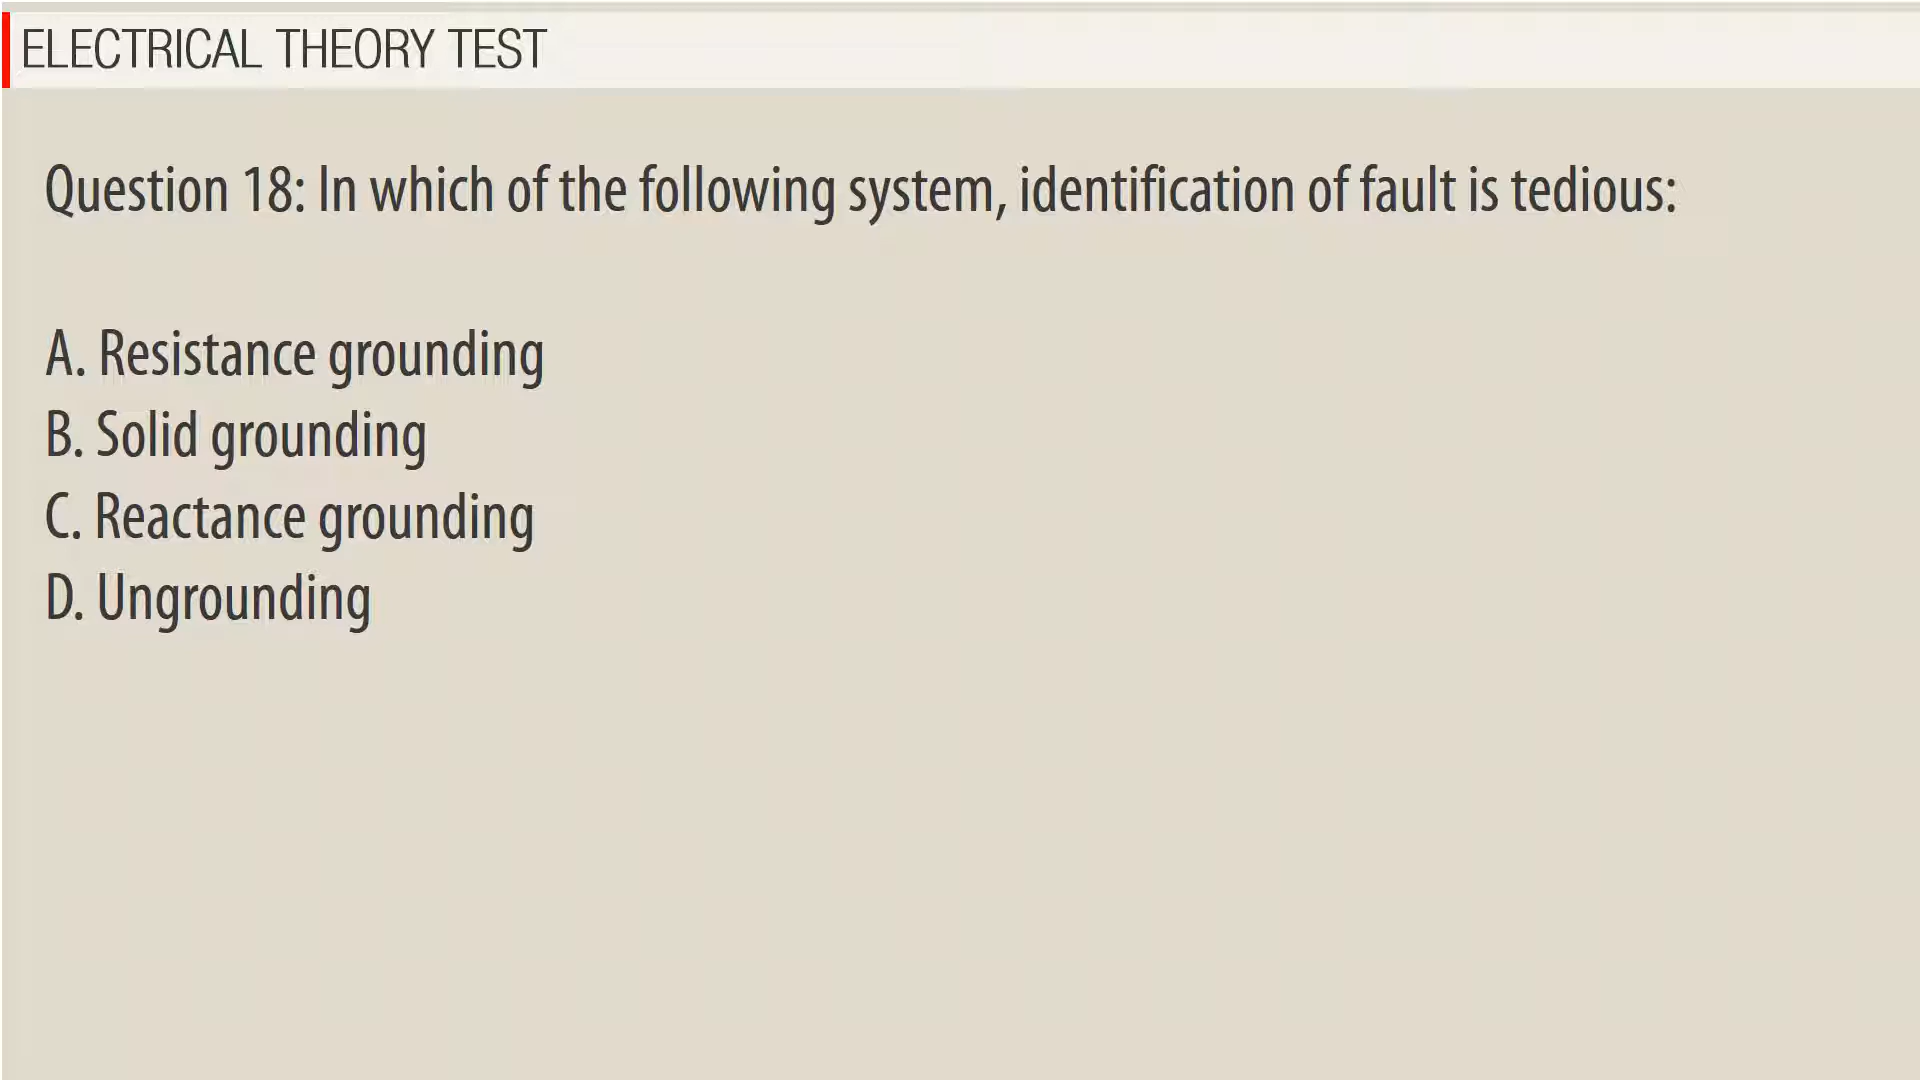 ELECTRICAL THEORY TEST
Question 18: In which of the following system, identification of fault is tedious:
A. Resistance grounding
B. Solid grounding
C. Reactance grounding
D. Ungrounding